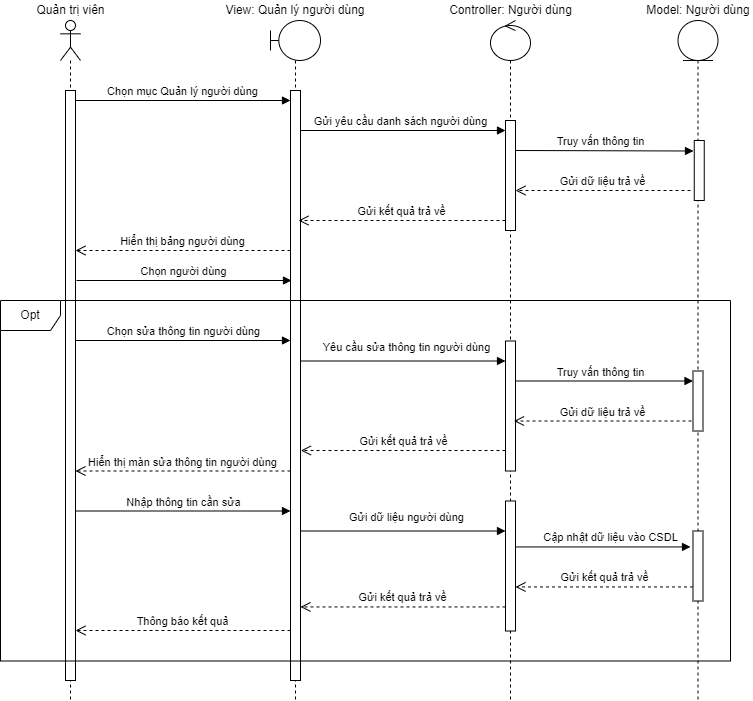 Quản trị viên
View: Quản lý người dùng
Controller: Người dùng
Model: Người dùng
Chọn mục Quản lý người dùng
Gửi yêu cầu danh sách người dùng
Truy vấn thông tin
Gửi dữ liệu trả về
Gửi kết quả trả về
Hiển thị bảng người dùng
Chọn người dùng
Opt
Chọn sửa thông tin người dùng
Yêu cầu sửa thông tin người dùng
Truy vấn thông tin
Gửi dữ liệu trả về
Gửi kết quả trả về
Hiển thị màn sửa thông tin người dùng
Nhập thông tin cần sửa
Gửi dữ liệu người dùng
Cập nhật dữ liệu vào CSDL
Gửi kết quả trả về
Gửi kết quả trả về
Thông báo kết quả